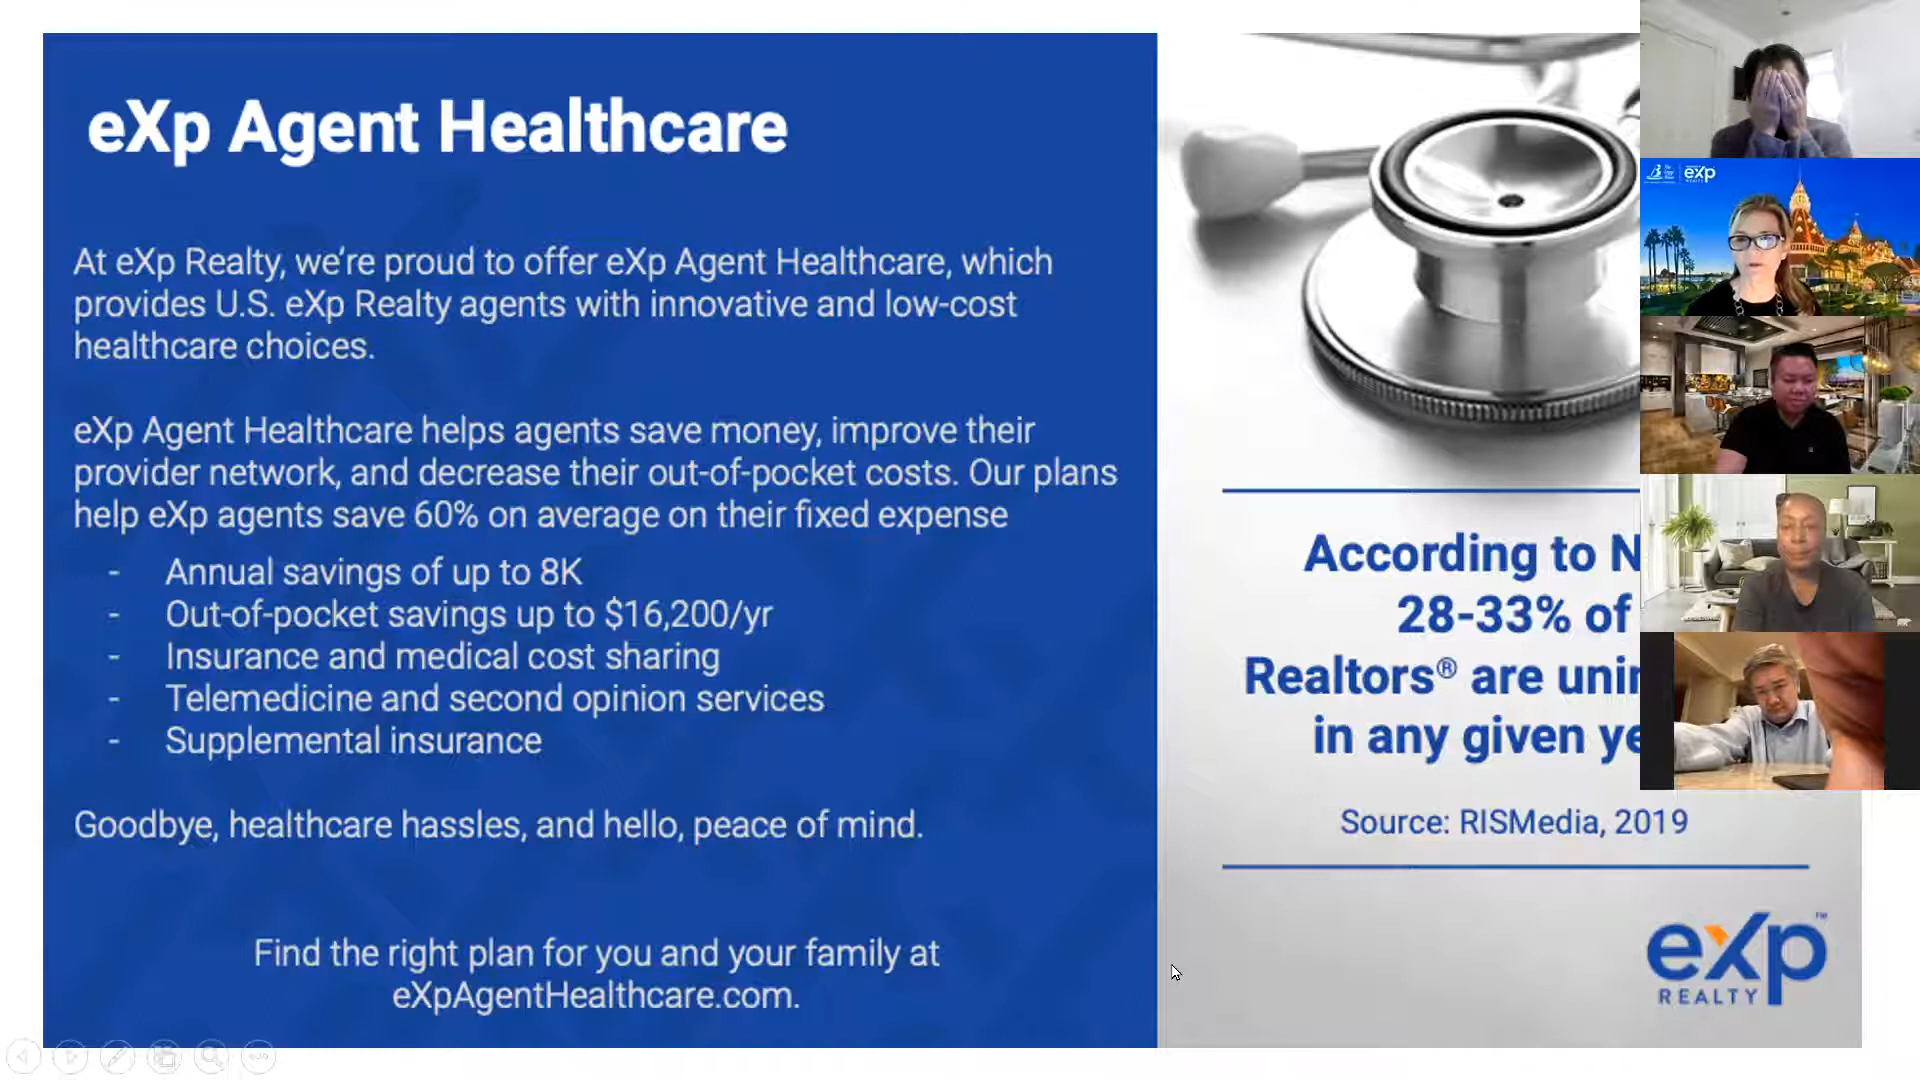 eXp Agent Healthcare
At eXp Realty, we’re proud to offer eXp Agent Healthcare, which
provides U.S. eXp Realty agents with innovative and low-cost
healthcare choices.
eXp Agent Healthcare helps agents save money, improve their
provider network, and decrease their out-of-pocket costs. Our plans
help eXp agents save 60% on average on their fixed expense
- Annual savings of up to 8K
- Out-of-pocket savings up to $16,200/yr
- Insurance and medical cost sharing
- Telemedicine and second opinion services
- Supplemental insurance
Goodbye, healthcare hassles, and hello, peace of mind.
Find the right plan for you and your family at
eXpAgentHealthcare.com.
According to
28-33% of
Realtors® are
in any given
Source: RISMedia, 2019
eXp™
REALTY
eXp
REALTY